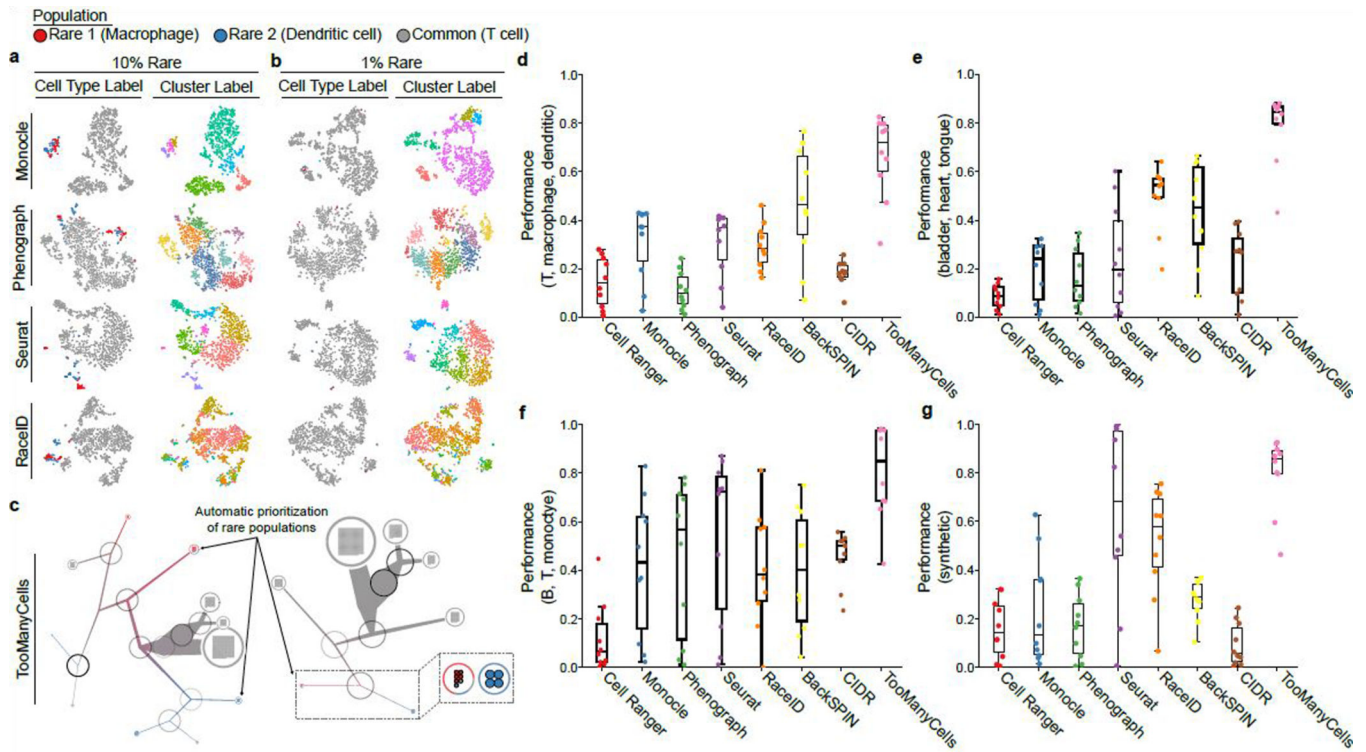 Population
Rare 1 (Macrophage) Rare 2 (Dendritic cell) Common (T cell)
a 10% Rare
Cell Type Label Cluster Label
b 1% Rare
Cell Type Label Cluster Label
Monocle
Phenograph
Seurat
RaceID
c
TooManyCells
Automatic prioritization
of rare populations
d
Performance
(T, macrophage, dendritic)
1.0
0.8
0.6
0.4
0.2
0.0
Cell Ranger
Monocle
Phenograph
Seurat
RaceID
BackSPIN
CIDR
TooManyCells
e
Performance
(bladder, heart, tongue)
1.0
0.8
0.6
0.4
0.2
0.0
Cell Ranger
Monocle
Phenograph
Seurat
RaceID
BackSPIN
CIDR
TooManyCells
f
Performance
(B, T, monoctye)
1.0
0.8
0.6
0.4
0.2
0.0
Cell Ranger
Monocle
Phenograph
Seurat
RaceID
BackSPIN
CIDR
TooManyCells
g
Performance
(synthetic)
1.0
0.8
0.6
0.4
0.2
0.0
Cell Ranger
Monocle
Phenograph
Seurat
RaceID
BackSPIN
CIDR
TooManyCells